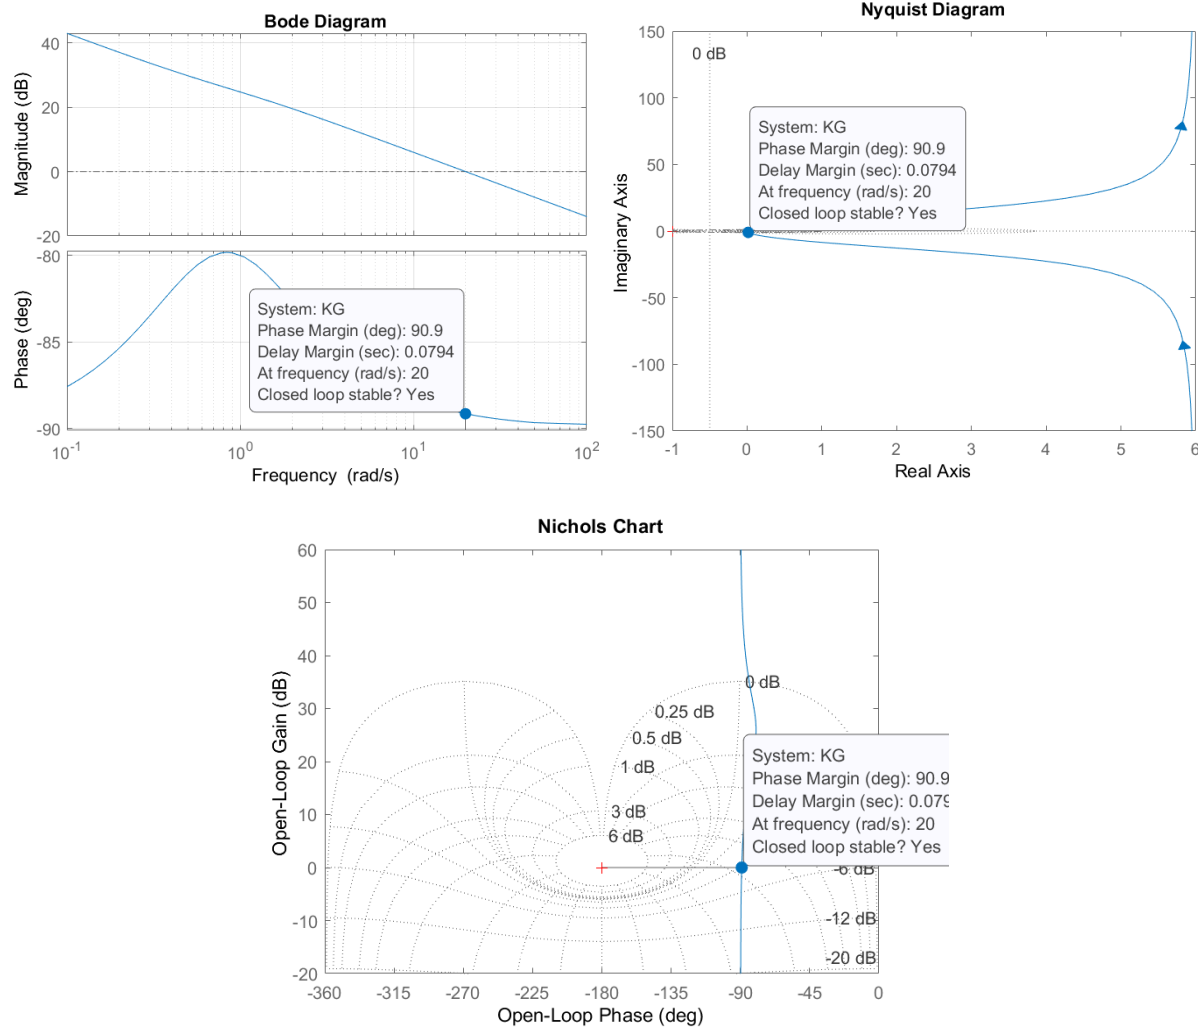 Bode Diagram
Magnitude (dB)
40
20
0
-20
Phase (deg)
-80
-85
-90
System: KG
Phase Margin (deg): 90.9
Delay Margin (sec): 0.0794
At frequency (rad/s): 20
Closed loop stable? Yes
10^-1 10^0 10^1 10^2
Frequency (rad/s)
Nyquist Diagram
Imaginary Axis
150
100
50
0
-50
-100
-150
0 dB
System: KG
Phase Margin (deg): 90.9
Delay Margin (sec): 0.0794
At frequency (rad/s): 20
Closed loop stable? Yes
-1 0 1 2 3 4 5 6
Real Axis
Nichols Chart
Open-Loop Gain (dB)
60
50
40
30
20
10
0
-10
-20
0 dB
0.25 dB
0.5 dB
1 dB
3 dB
6 dB
System: KG
Phase Margin (deg): 90.9
Delay Margin (sec): 0.079
At frequency (rad/s): 20
Closed loop stable? Yes
-6 dB
-12 dB
-20 dB
-360 -315 -270 -225 -180 -135 -90 -45 0
Open-Loop Phase (deg)